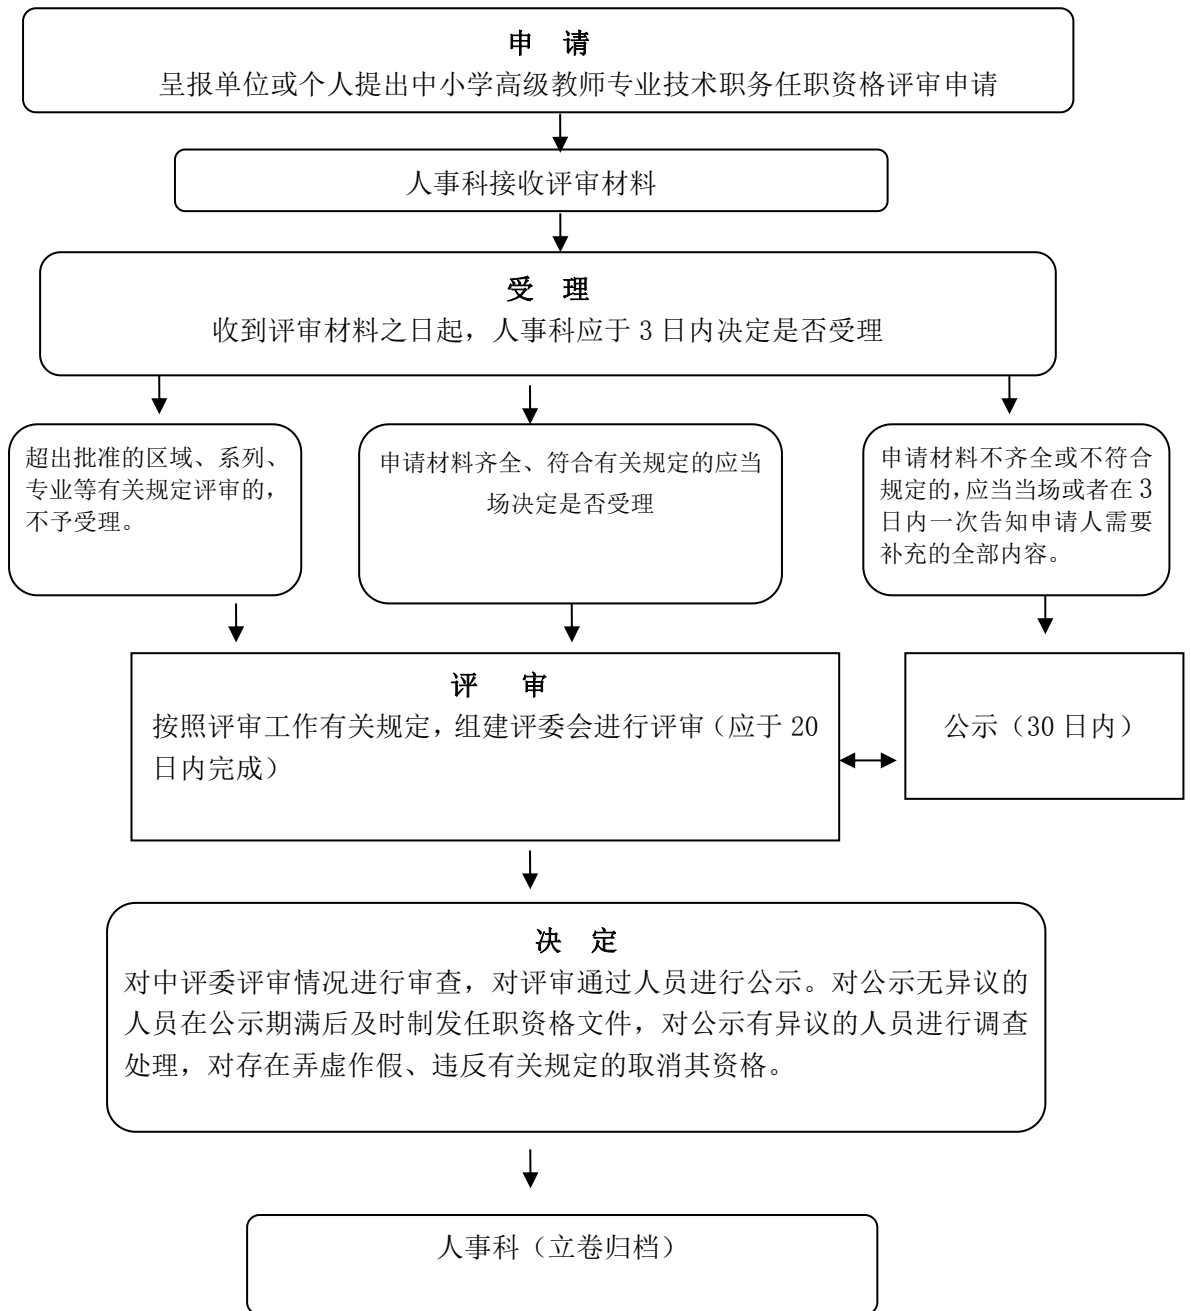 申 请
呈报单位或个人提出中小学高级教师专业技术职务任职资格评审申请
人事科接收评审材料
受 理
收到评审材料之日起，人事科应于 3 日内决定是否受理
超出批准的区域、系列、
专业等有关规定评审的，
不予受理。
申请材料齐全、符合有关规定的应当
场决定是否受理
申请材料不齐全或不符合
规定的，应当当场或者在 3
日内一次告知申请人需要
补充的全部内容。
评 审
按照评审工作有关规定，组建评委会进行评审（应于 20
日内完成）
公示（30 日内）
决 定
对中评委评审情况进行审查，对评审通过人员进行公示。对公示无异议的
人员在公示期满后及时制发任职资格文件，对公示有异议的人员进行调查
处理，对存在弄虚作假、违反有关规定的取消其资格。
人事科（立卷归档）